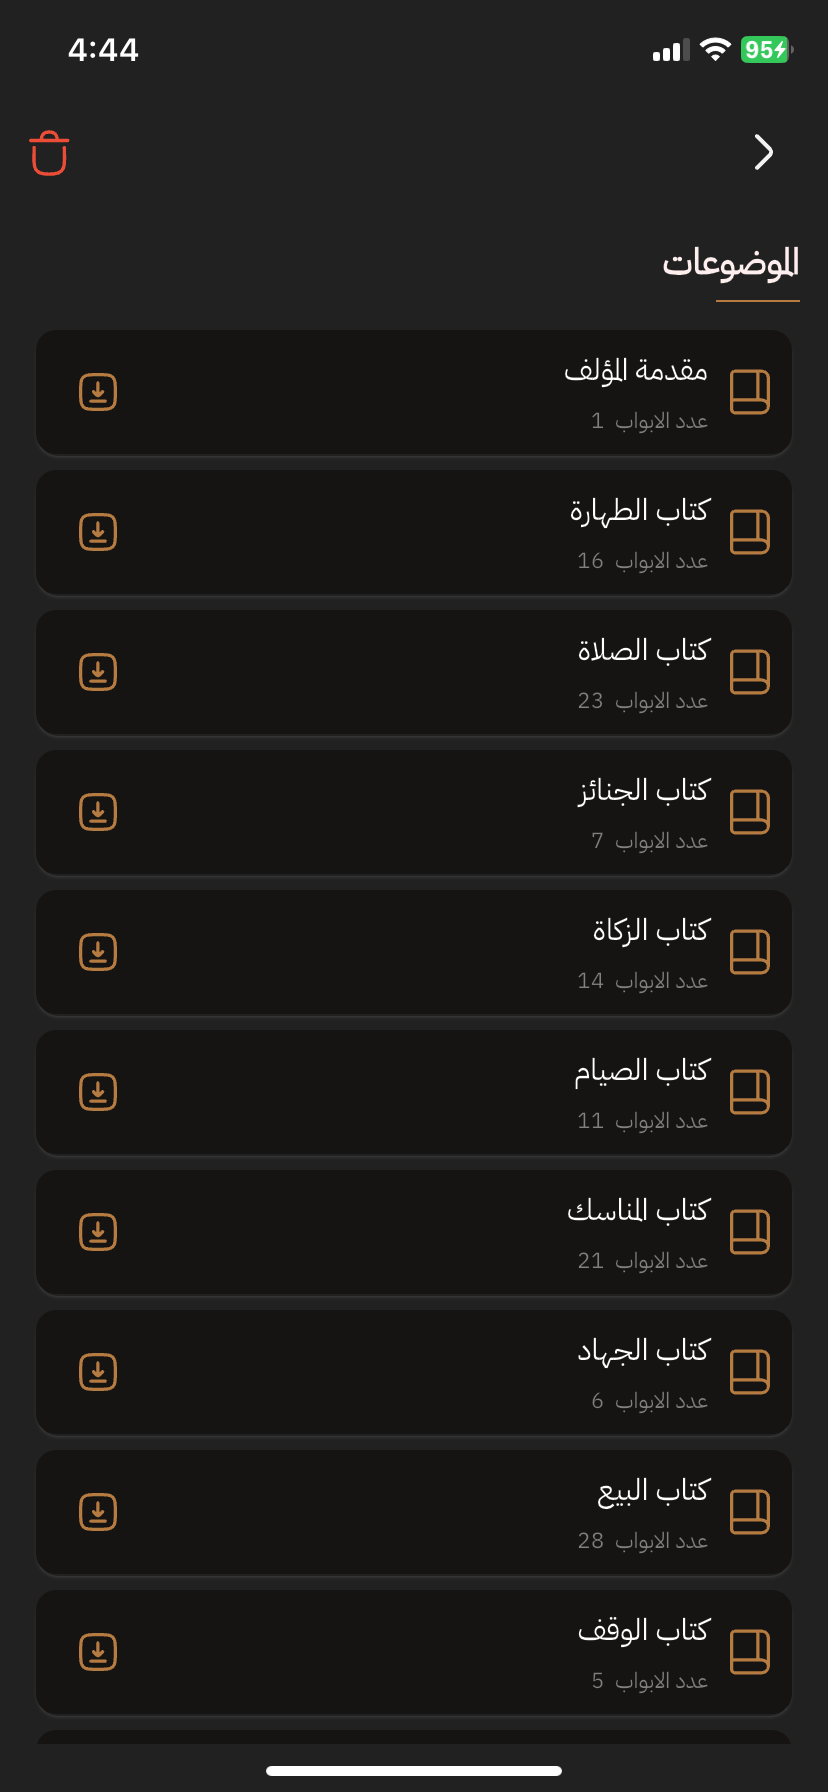 4:44
95
الموضوعات
مقدمة المؤلف
عدد الابواب 1
كتاب الطهارة
عدد الابواب 16
كتاب الصلاة
عدد الابواب 23
كتاب الجنائز
عدد الابواب 7
كتاب الزكاة
عدد الابواب 14
كتاب الصيام
عدد الابواب 11
كتاب المناسك
عدد الابواب 21
كتاب الجهاد
عدد الابواب 6
كتاب البيع
عدد الابواب 28
كتاب الوقف
عدد الابواب 5